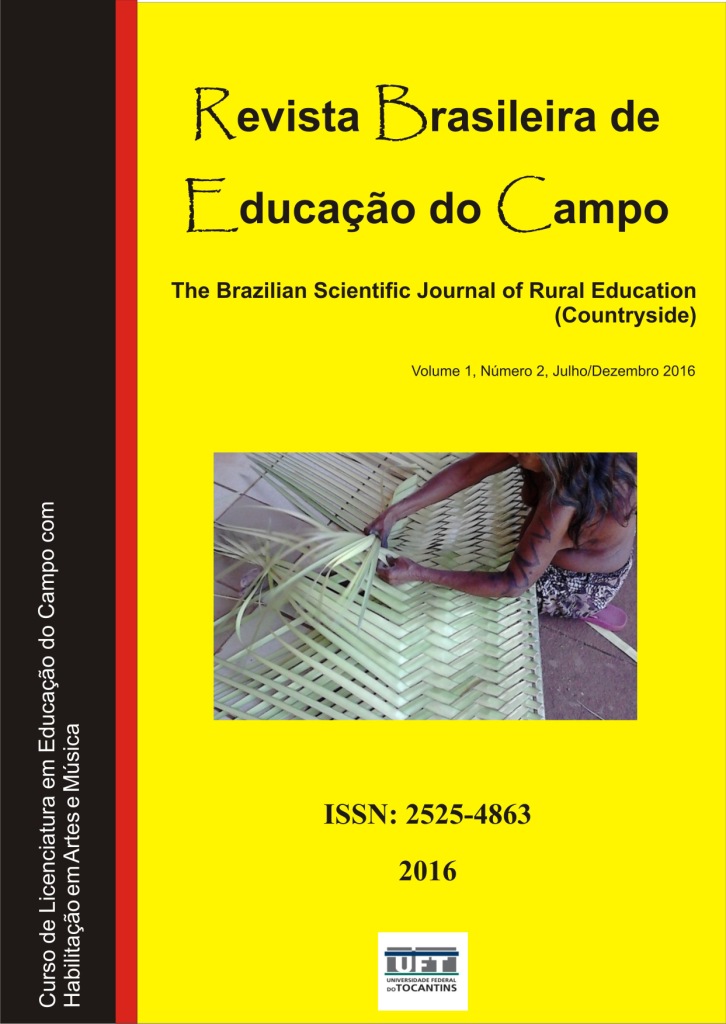 Revista Brasileira de
Educação do Campo
The Brazilian Scientific Journal of Rural Education
(Countryside)
Volume 1, Número 2, Julho/Dezembro 2016
Curso de Licenciatura em Educação do Campo com
Habilitação em Artes e Música
ISSN: 2525-4863
2016
UFT
UNIVERSIDADE FEDERAL
DO TOCANTINS